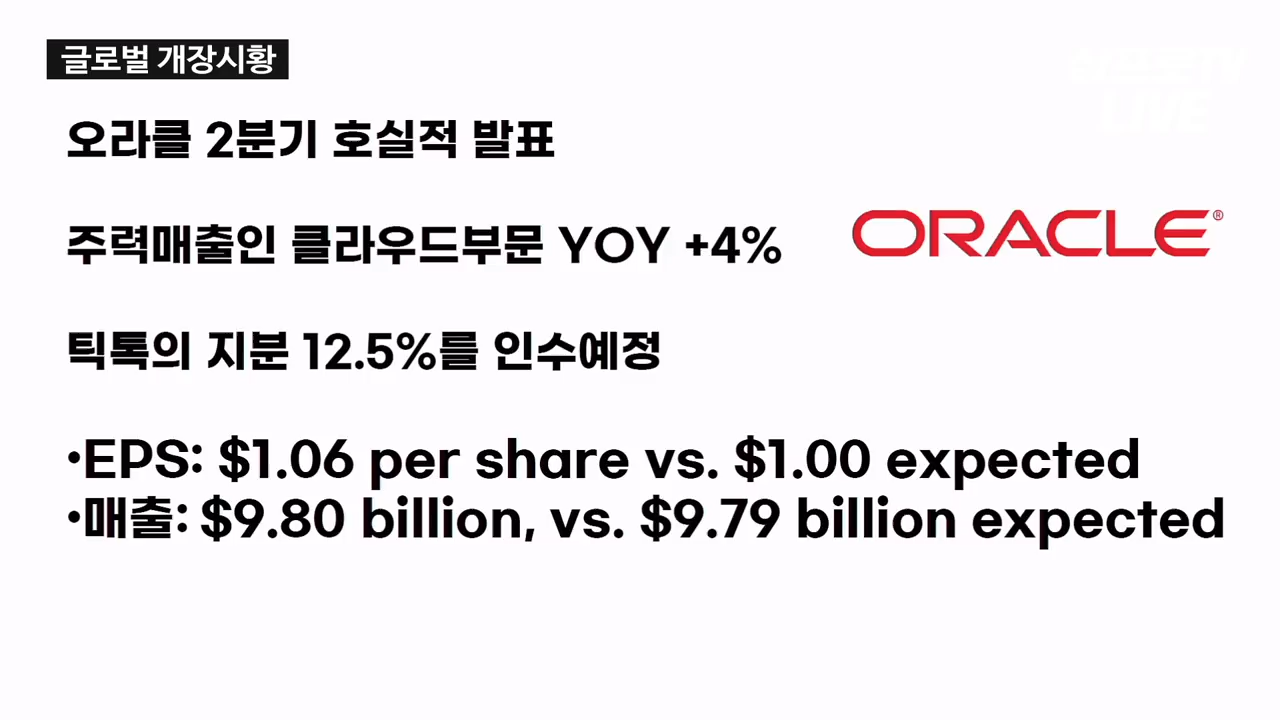 글로벌 개장시황
LIVE
오라클 2분기 호실적 발표
ORACLE®
주력매출인 클라우드부문 YOY +4%
틱톡의 지분 12.5%를 인수예정
•EPS: $1.06 per share vs. $1.00 expected
•매출: $9.80 billion, vs. $9.79 billion expected